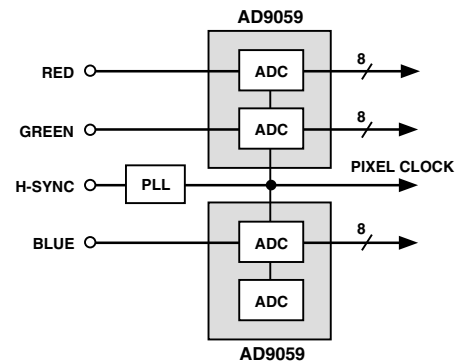 AD9059
RED
ADC
8
GREEN
ADC
8
PIXEL CLOCK
H-SYNC
PLL
BLUE
ADC
8
ADC
AD9059